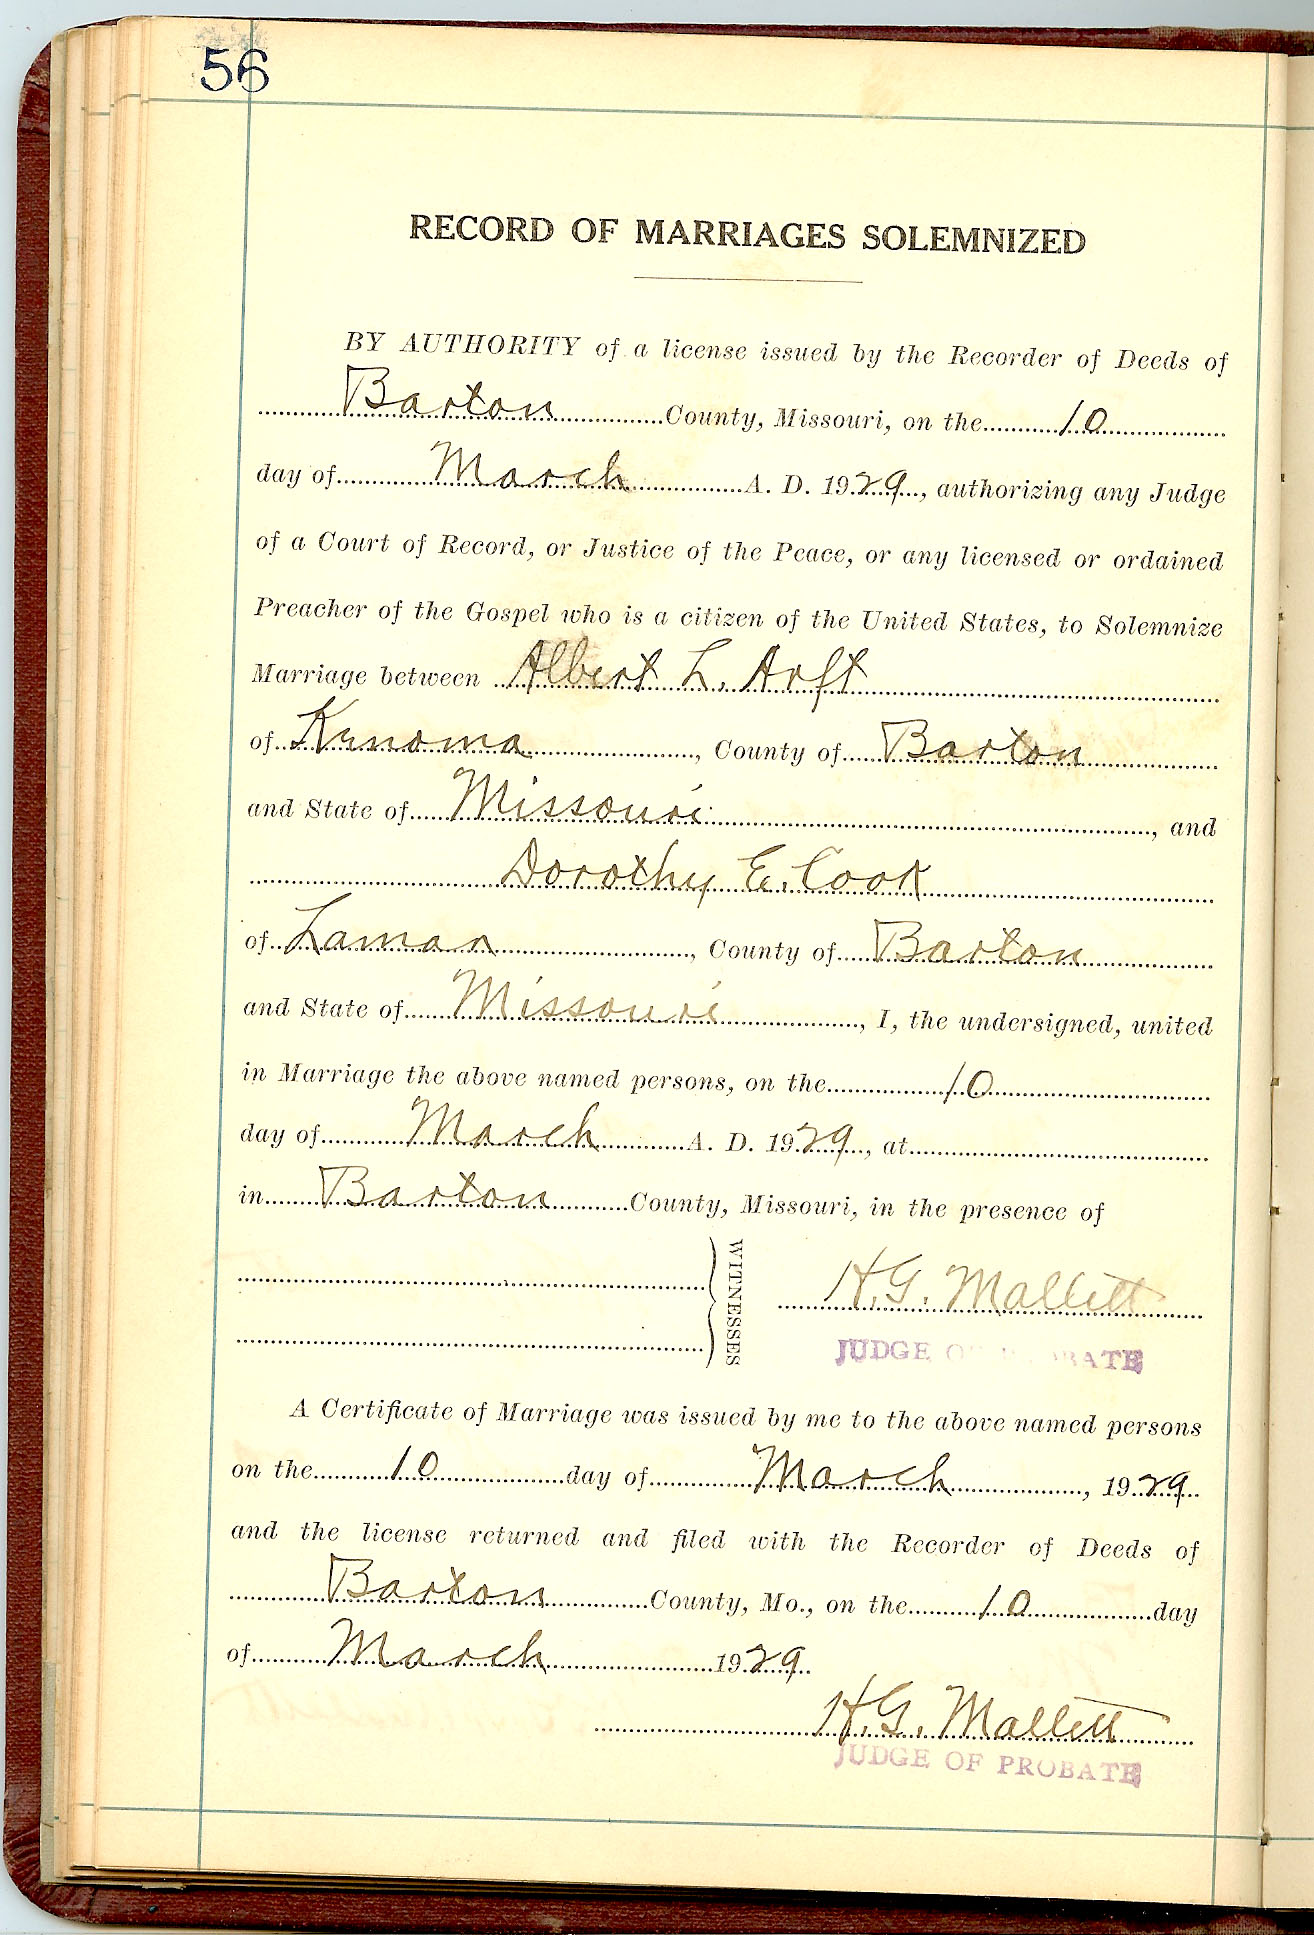 56
RECORD OF MARRIAGES SOLEMNIZED
BY AUTHORITY of a license issued by the Recorder of Deeds of
Barton County, Missouri, on the 10
day of March A. D. 1929, authorizing any Judge
of a Court of Record, or Justice of the Peace, or any licensed or ordained
Preacher of the Gospel who is a citizen of the United States, to Solemnize
Marriage between Albert L. Arft
of Kenoma, County of Barton
and State of Missouri, and
Dorothy E. Cook
of Lamar, County of Barton
and State of Missouri, I, the undersigned, united
in Marriage the above named persons, on the 10
day of March A. D. 1929, at
in Barton County, Missouri, in the presence of
WITNESSES
H.G. Mallett
JUDGE OF PROBATE
A Certificate of Marriage was issued by me to the above named persons
on the 10 day of March, 1929
and the license returned and filed with the Recorder of Deeds of
Barton County, Mo., on the 10 day
of March 1929.
H.G. Mallett
JUDGE OF PROBATE